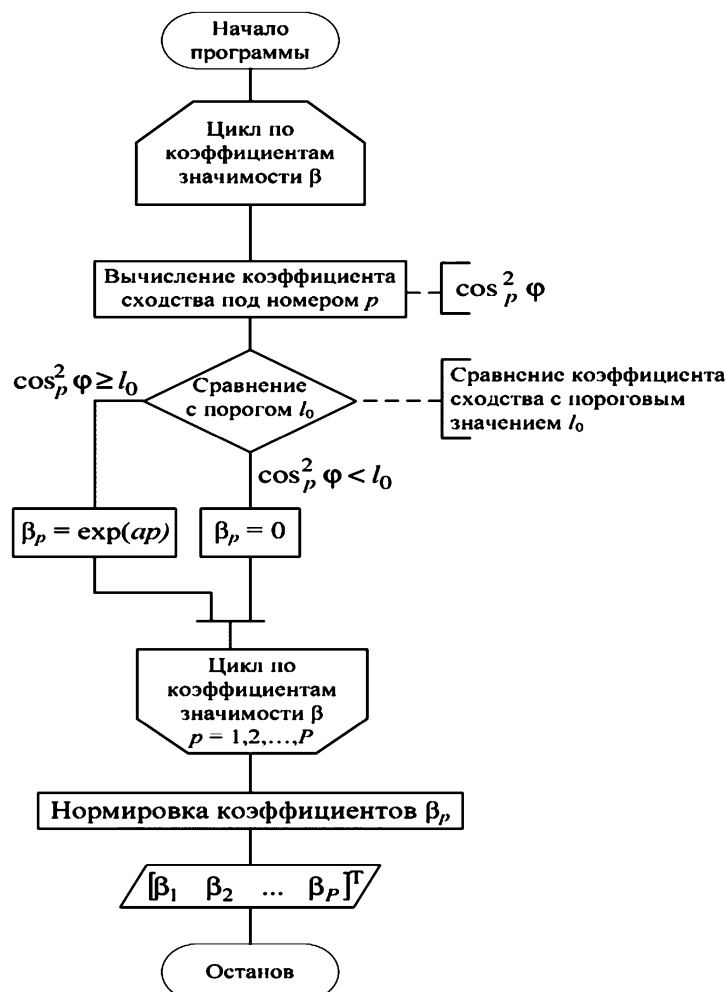 Начало
программы
Цикл по
коэффициентам
значимости β
Вычисление коэффициента
сходства под номером p
cos²ₚ φ
cos²ₚ φ ≥ l₀
Сравнение
с порогом l₀
Сравнение коэффициента
сходства с пороговым
значением l₀
cos²ₚ φ < l₀
βₚ = exp(ap)
βₚ = 0
Цикл по
коэффициентам
значимости β
p = 1,2,…,P
Нормировка коэффициентов βₚ
[β₁ β₂ ... β_P]ᵀ
Останов